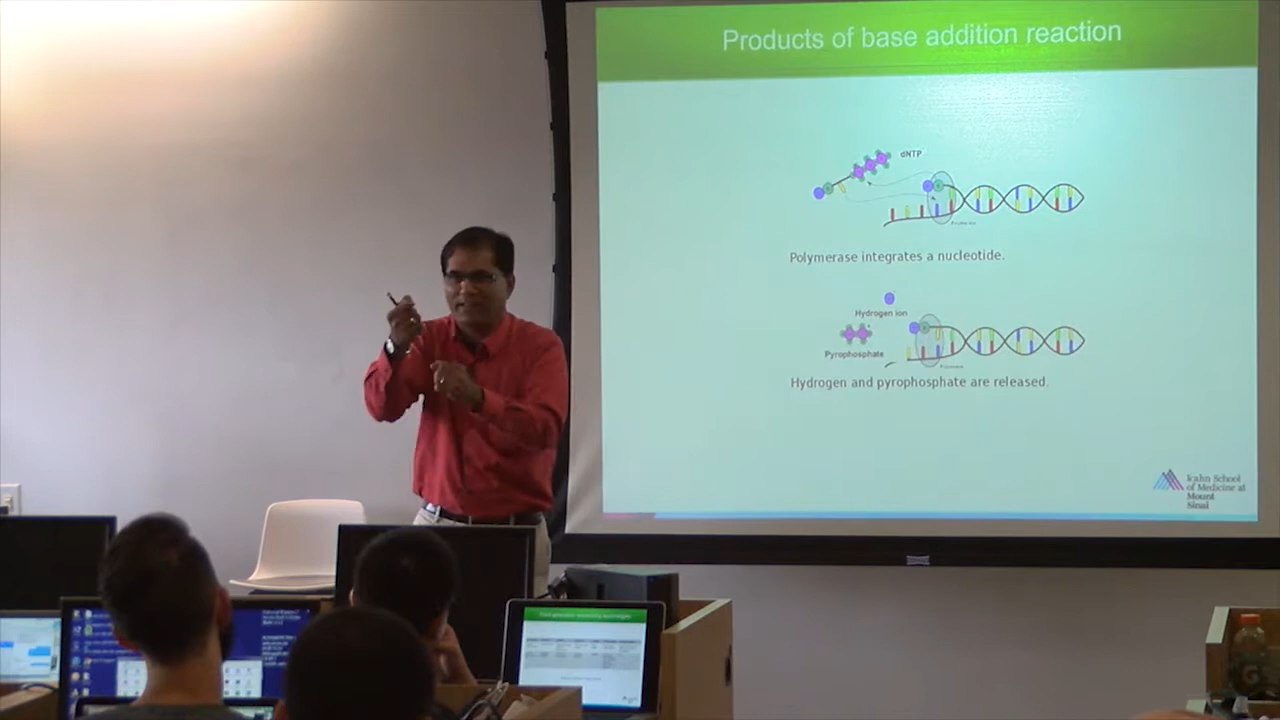 Products of base addition reaction
dNTP
Polymerase integrates a nucleotide.
Hydrogen ion
Pyrophosphate
Hydrogen and pyrophosphate are released.
Icahn School
of Medicine at
Mount
Sinai
G